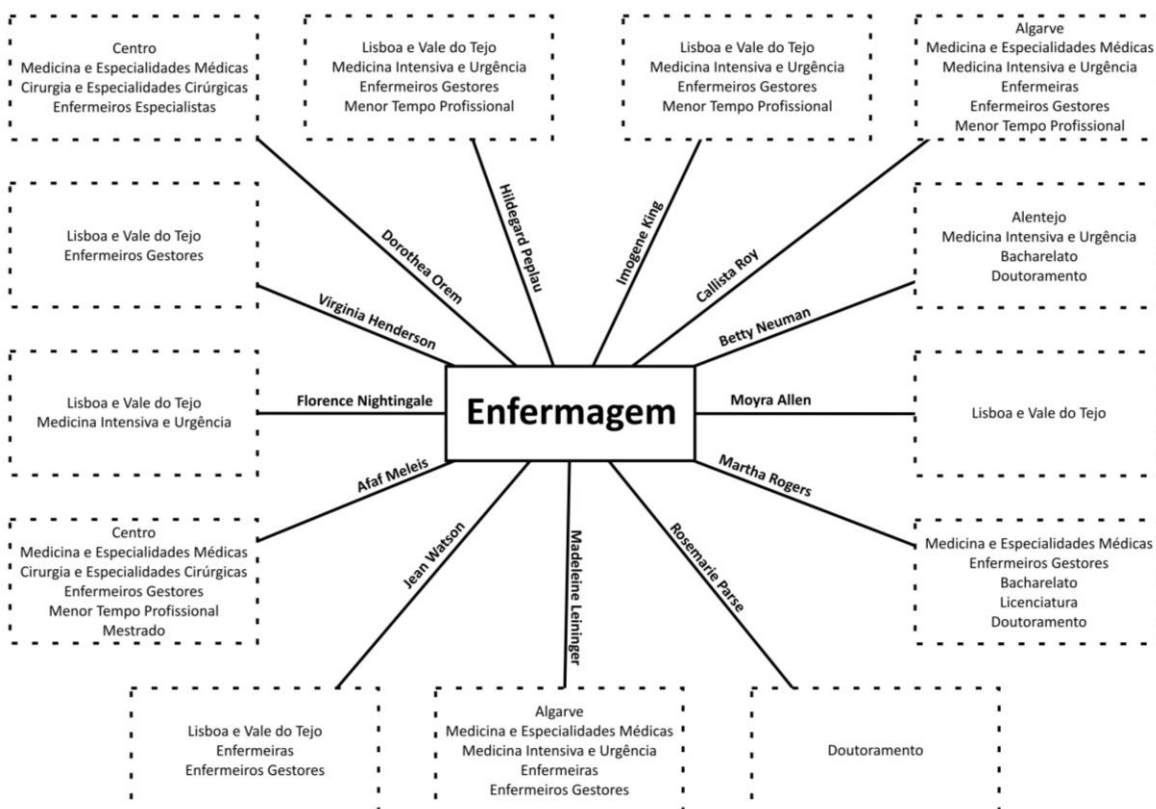 Centro
Medicina e Especialidades Médicas
Cirurgia e Especialidades Cirúrgicas
Enfermeiros Especialistas
Lisboa e Vale do Tejo
Medicina Intensiva e Urgência
Enfermeiros Gestores
Menor Tempo Profissional
Lisboa e Vale do Tejo
Medicina Intensiva e Urgência
Enfermeiros Gestores
Menor Tempo Profissional
Algarve
Medicina e Especialidades Médicas
Medicina Intensiva e Urgência
Enfermeiras
Enfermeiros Gestores
Menor Tempo Profissional
Dorothea Orem
Hildegard Peplau
Imogene King
Callista Roy
Lisboa e Vale do Tejo
Enfermeiros Gestores
Virginia Henderson
Betty Neuman
Alentejo
Medicina Intensiva e Urgência
Bacharelato
Doutoramento
Lisboa e Vale do Tejo
Medicina Intensiva e Urgência
Florence Nightingale
Enfermagem
Moyra Allen
Lisboa e Vale do Tejo
Afaf Meleis
Jean Watson
Madeleine Leininger
Rosemarie Parse
Martha Rogers
Centro
Medicina e Especialidades Médicas
Cirurgia e Especialidades Cirúrgicas
Enfermeiros Gestores
Menor Tempo Profissional
Mestrado
Medicina e Especialidades Médicas
Enfermeiros Gestores
Bacharelato
Licenciatura
Doutoramento
Lisboa e Vale do Tejo
Enfermeiras
Enfermeiros Gestores
Algarve
Medicina e Especialidades Médicas
Medicina Intensiva e Urgência
Enfermeiras
Enfermeiros Gestores
Doutoramento